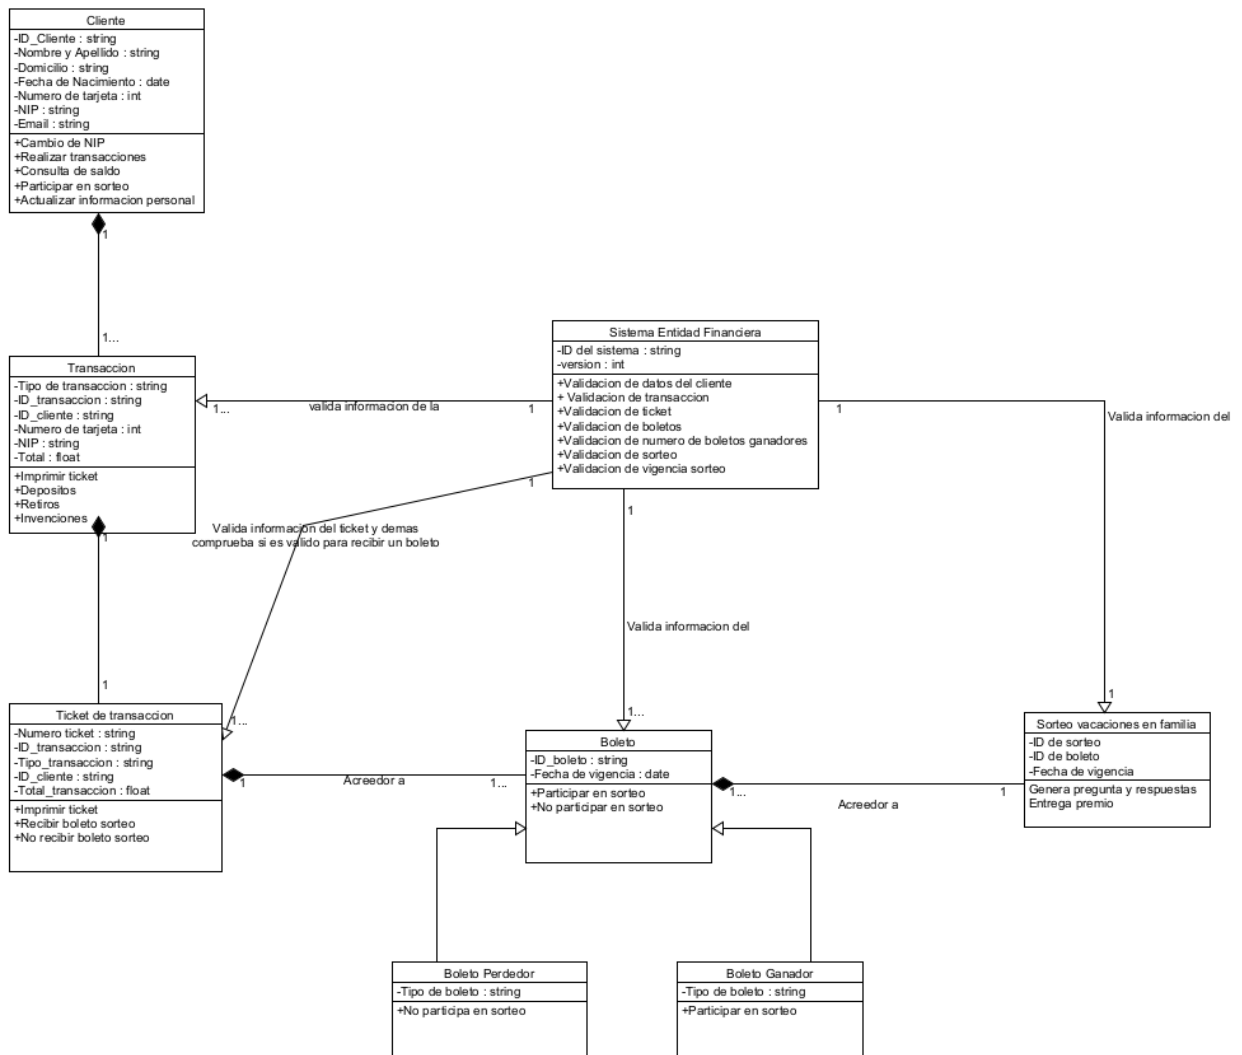 Cliente
-ID_Cliente : string
-Nombre y Apellido : string
-Domicilio : string
-Fecha de Nacimiento : date
-Numero de tarjeta : int
-NIP : string
-Email : string
+Cambio de NIP
+Realizar transacciones
+Consulta de saldo
+Participar en sorteo
+Actualizar informacion personal
1
1...
Transaccion
-Tipo de transaccion : string
-ID_transaccion : string
-ID_cliente : string
-Numero de tarjeta : int
-NIP : string
-Total : float
+Imprimir ticket
+Depositos
+Retiros
+Invenciones
1
1
1...
valida informacion de la
1
Sistema Entidad Financiera
-ID del sistema : string
-version : int
+Validacion de datos del cliente
+ Validacion de transaccion
+Validacion de ticket
+Validacion de boletos
+Validacion de numero de boletos ganadores
+Validacion de sorteo
+Validacion de vigencia sorteo
1
Valida informacion del
1
1
Valida informacion del ticket y demas
comprueba si es valido para recibir un boleto
1...
1
Valida informacion del
1...
Ticket de transaccion
-Numero ticket : string
-ID_transaccion : string
-Tipo_transaccion : string
-ID_cliente : string
-Total_transaccion : float
+Imprimir ticket
+Recibir boleto sorteo
+No recibir boleto sorteo
1
Acreedor a
1...
Boleto
-ID_boleto : string
-Fecha de vigencia : date
+Participar en sorteo
+No participar en sorteo
1...
Acreedor a
1
Sorteo vacaciones en familia
-ID de sorteo
-ID de boleto
-Fecha de vigencia
Genera pregunta y respuestas
Entrega premio
Boleto Perdedor
-Tipo de boleto : string
+No participa en sorteo
Boleto Ganador
-Tipo de boleto : string
+Participar en sorteo